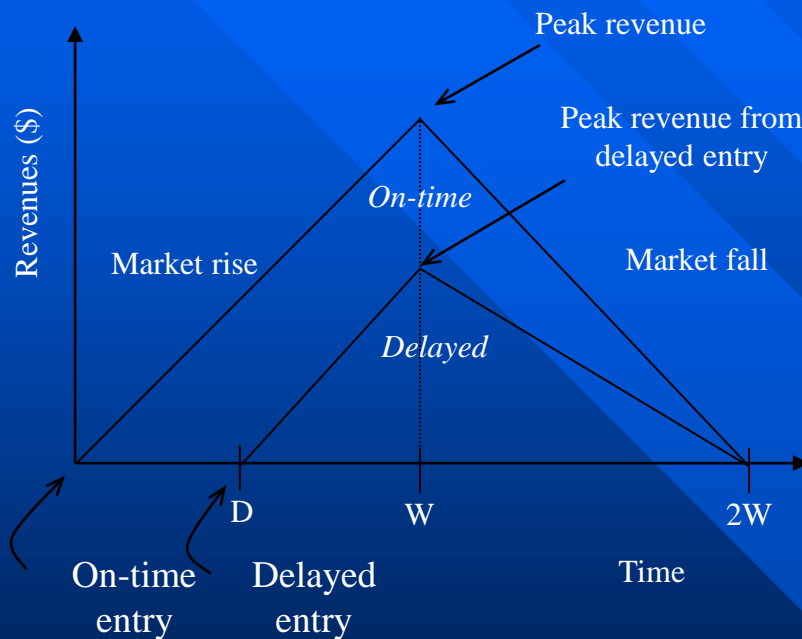 Peak revenue
Peak revenue from
delayed entry
Revenues ($)
On-time
Market rise
Market fall
Delayed
D
W
2W
On-time
entry
Delayed
entry
Time